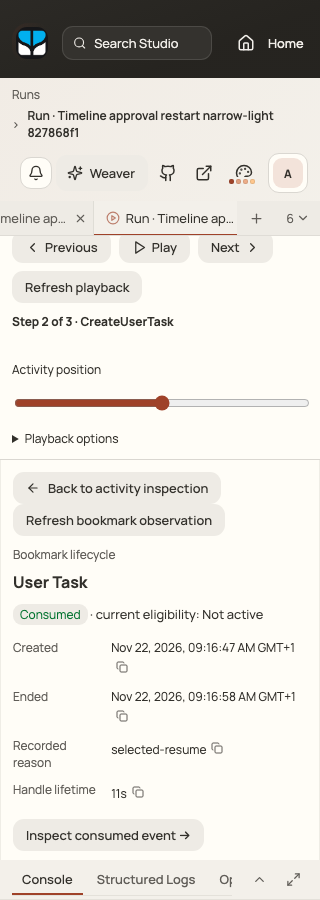 Search Studio
Home
Runs
› Run · Timeline approval restart narrow-light
827868f1
Weaver
A
meline ap...
Run · Timeline ap...
6
Previous
Play
Next
Refresh playback
Step 2 of 3 · CreateUserTask
Activity position
Playback options
Back to activity inspection
Refresh bookmark observation
Bookmark lifecycle
User Task
Consumed · current eligibility: Not active
Created Nov 22, 2026, 09:16:47 AM GMT+1
Ended Nov 22, 2026, 09:16:58 AM GMT+1
Recorded
reason selected-resume
Handle lifetime 11s
Inspect consumed event →
Console
Structured Logs